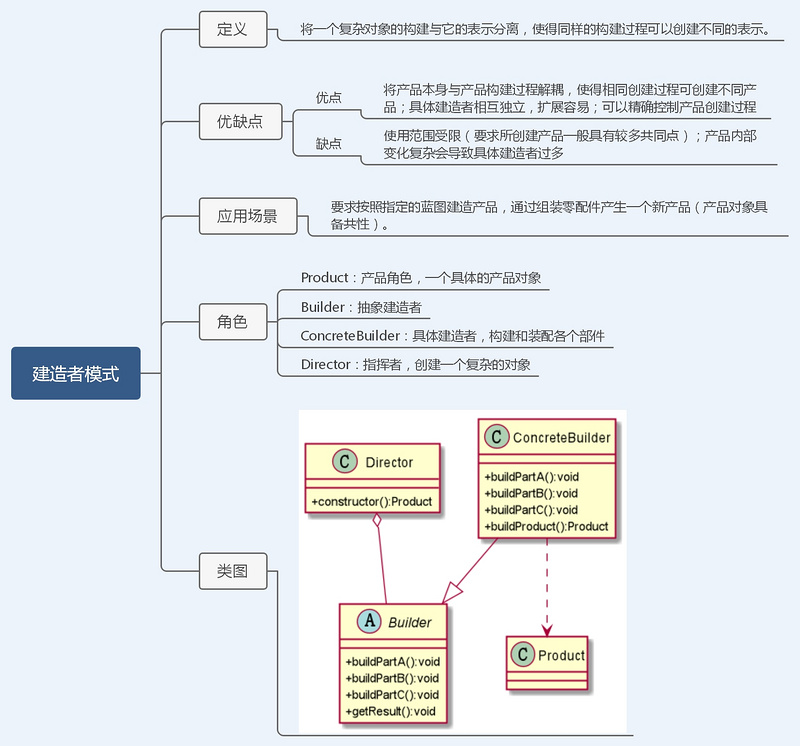 定义
将一个复杂对象的构建与它的表示分离，使得同样的构建过程可以创建不同的表示。
优缺点
优点
将产品本身与产品构建过程解耦，使得相同创建过程可创建不同产
品；具体建造者相互独立，扩展容易；可以精确控制产品创建过程
缺点
使用范围受限（要求所创建产品一般具有较多共同点）；产品内部
变化复杂会导致具体建造者过多
应用场景
要求按照指定的蓝图建造产品，通过组装零配件产生一个新产品（产品对象具
备共性）。
角色
Product：产品角色，一个具体的产品对象
Builder：抽象建造者
ConcreteBuilder：具体建造者，构建和装配各个部件
Director：指挥者，创建一个复杂的对象
建造者模式
类图
C Director
+constructor():Product
C ConcreteBuilder
+buildPartA():void
+buildPartB():void
+buildPartC():void
+buildProduct():Product
A Builder
+buildPartA():void
+buildPartB():void
+buildPartC():void
+getResult():void
C Product